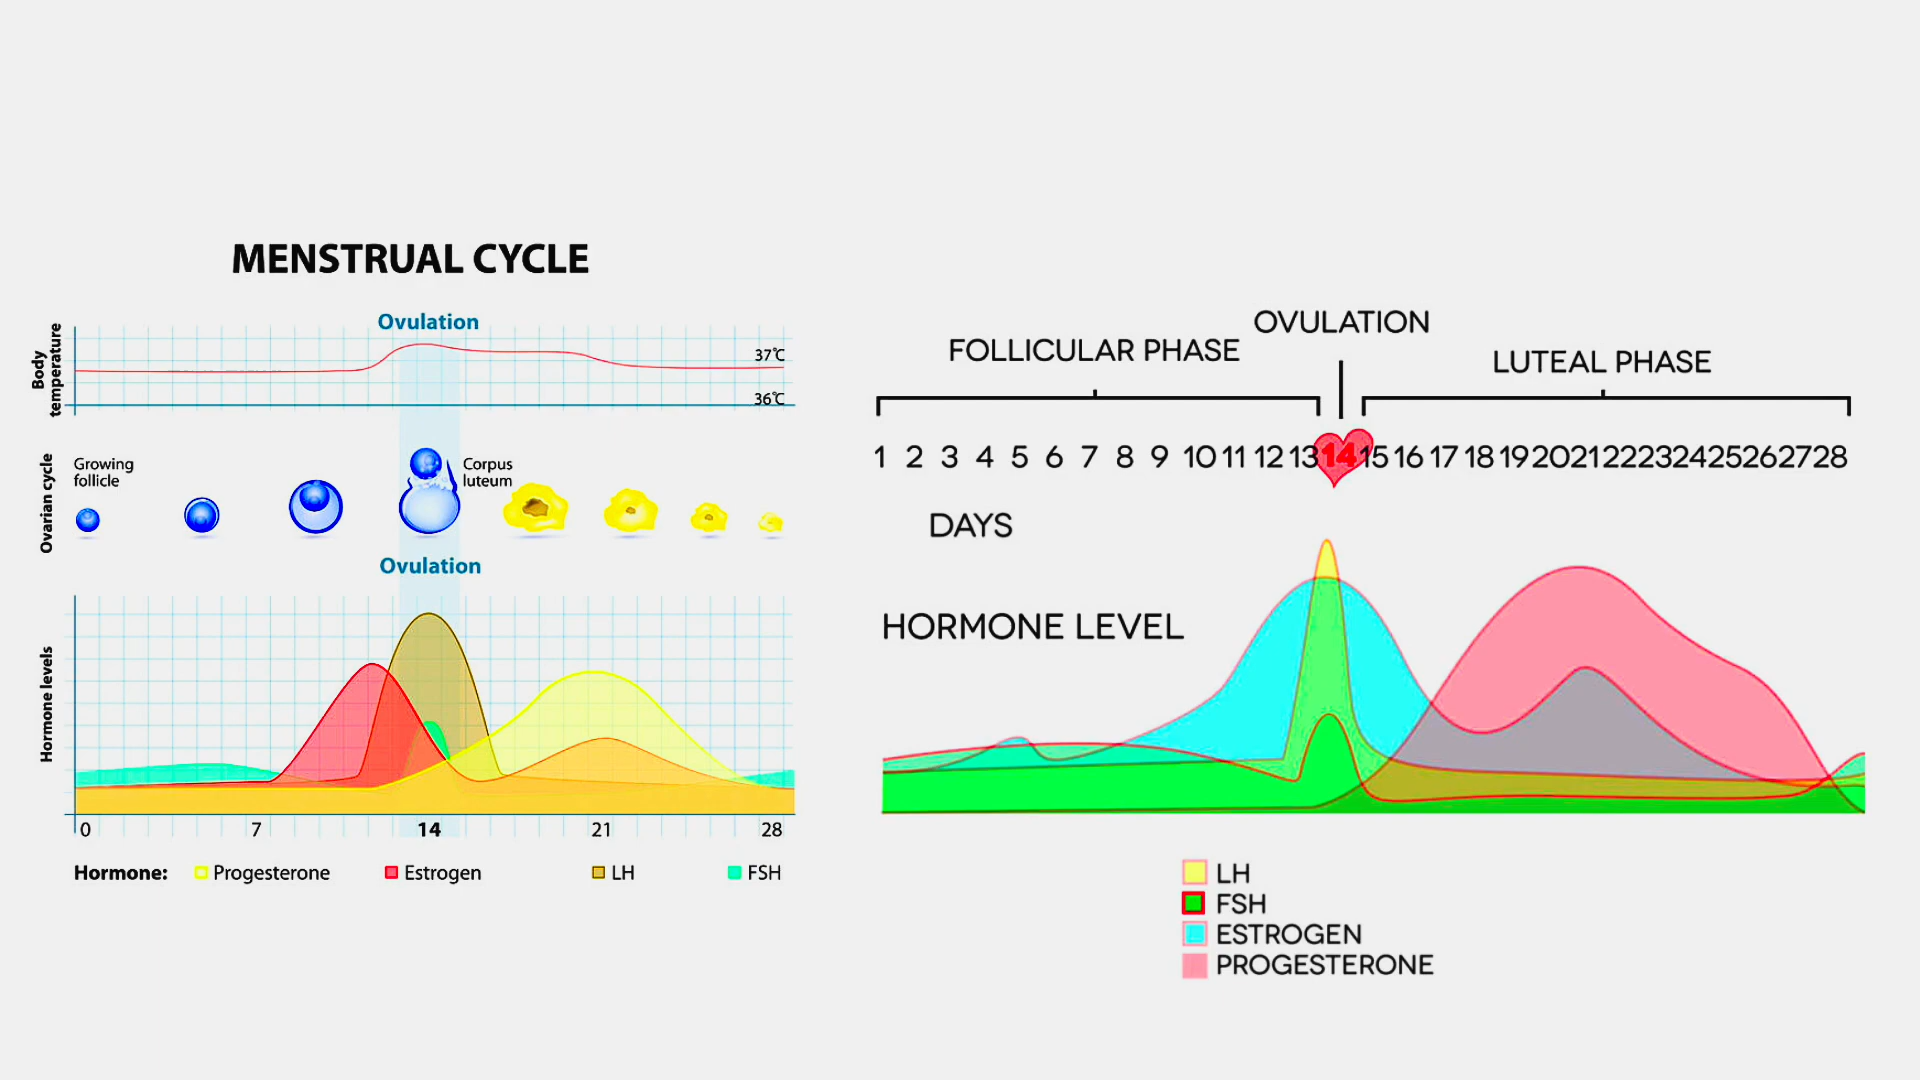 MENSTRUAL CYCLE
Ovulation
Body
temperature
37°C
36°C
Ovarian cycle
Growing
follicle
Corpus
luteum
Ovulation
Hormone levels
0 7 14 21 28
Hormone: Progesterone Estrogen LH FSH
OVULATION
FOLLICULAR PHASE
LUTEAL PHASE
1 2 3 4 5 6 7 8 9 10 11 12 13 14 15 16 17 18 19 20 21 22 23 24 25 26 27 28
DAYS
HORMONE LEVEL
LH
FSH
ESTROGEN
PROGESTERONE